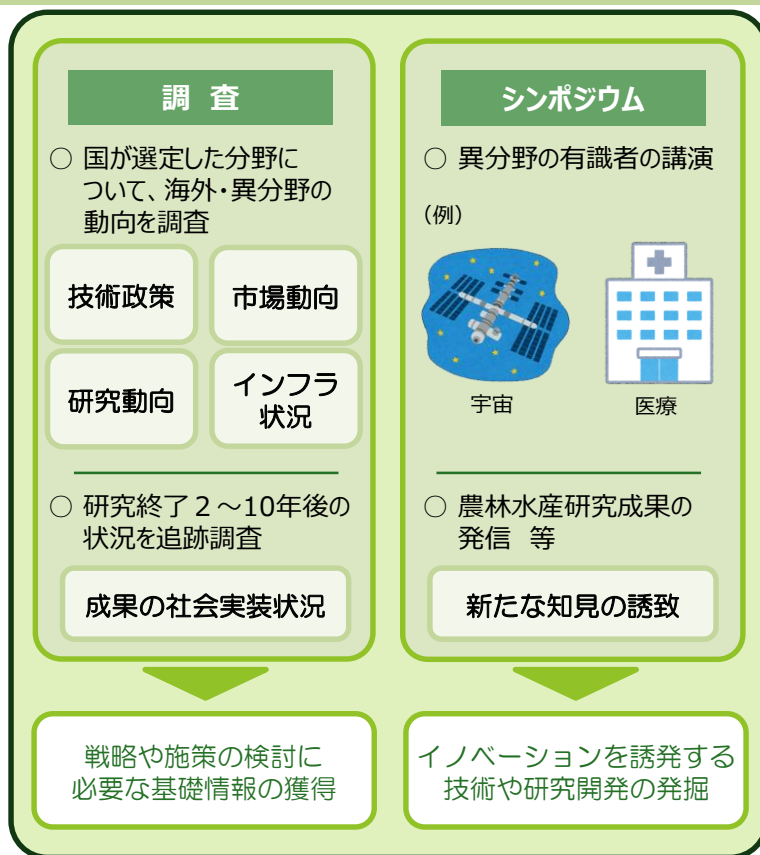 調 査
○ 国が選定した分野に
ついて、海外・異分野の
動向を調査
技術政策
市場動向
研究動向
インフラ
状況
○ 研究終了２～10年後の
状況を追跡調査
成果の社会実装状況
戦略や施策の検討に
必要な基礎情報の獲得
シンポジウム
○ 異分野の有識者の講演
（例）
宇宙
医療
○ 農林水産研究成果の
発信 等
新たな知見の誘致
イノベーションを誘発する
技術や研究開発の発掘